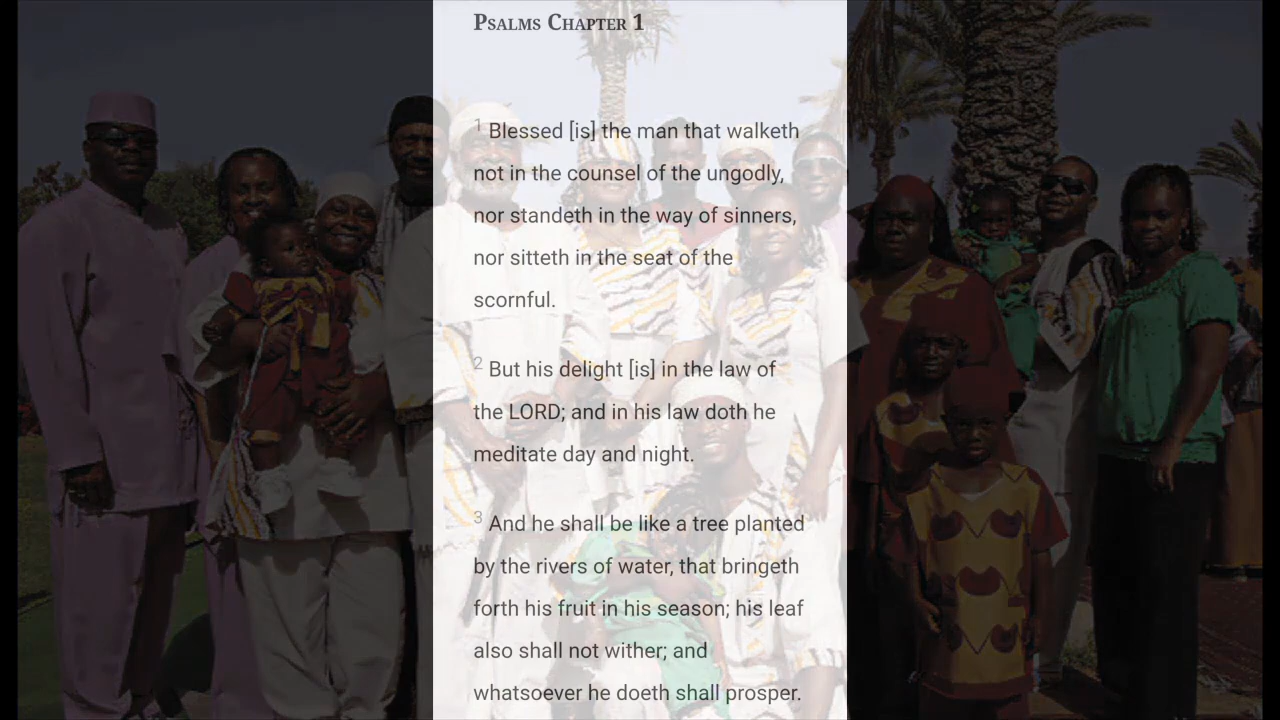 Psalms Chapter 1
1 Blessed [is] the man that walketh
not in the counsel of the ungodly,
nor standeth in the way of sinners,
nor sitteth in the seat of the
scornful.
2 But his delight [is] in the law of
the LORD; and in his law doth he
meditate day and night.
3 And he shall be like a tree planted
by the rivers of water, that bringeth
forth his fruit in his season; his leaf
also shall not wither; and
whatsoever he doeth shall prosper.